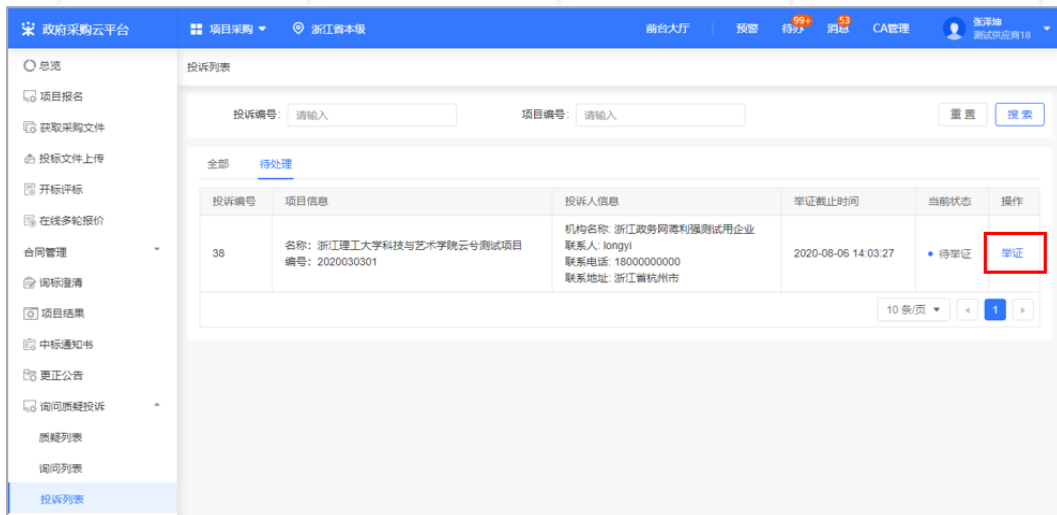 政府采购云平台
项目采购
浙江省本级
前台大厅
预警
待办
99+
消息
53
CA管理
张泽坤
测试供应商18
总览
项目报名
获取采购文件
投标文件上传
开标评标
在线多轮报价
合同管理
询标澄清
项目结果
中标通知书
更正公告
询问质疑投诉
质疑列表
询问列表
投诉列表
投诉列表
投诉编号: 请输入 项目编号: 请输入 重置 搜索
全部 待处理
投诉编号 项目信息 投诉人信息 举证截止时间 当前状态 操作
38
名称: 浙江理工大学科技与艺术学院云兮测试项目
编号: 2020030301
机构名称: 浙江政务网蒋利强测试用企业
联系人: longyi
联系电话: 18000000000
联系地址: 浙江省杭州市
2020-08-06 14:03:27
待举证
举证
10 条/页 1